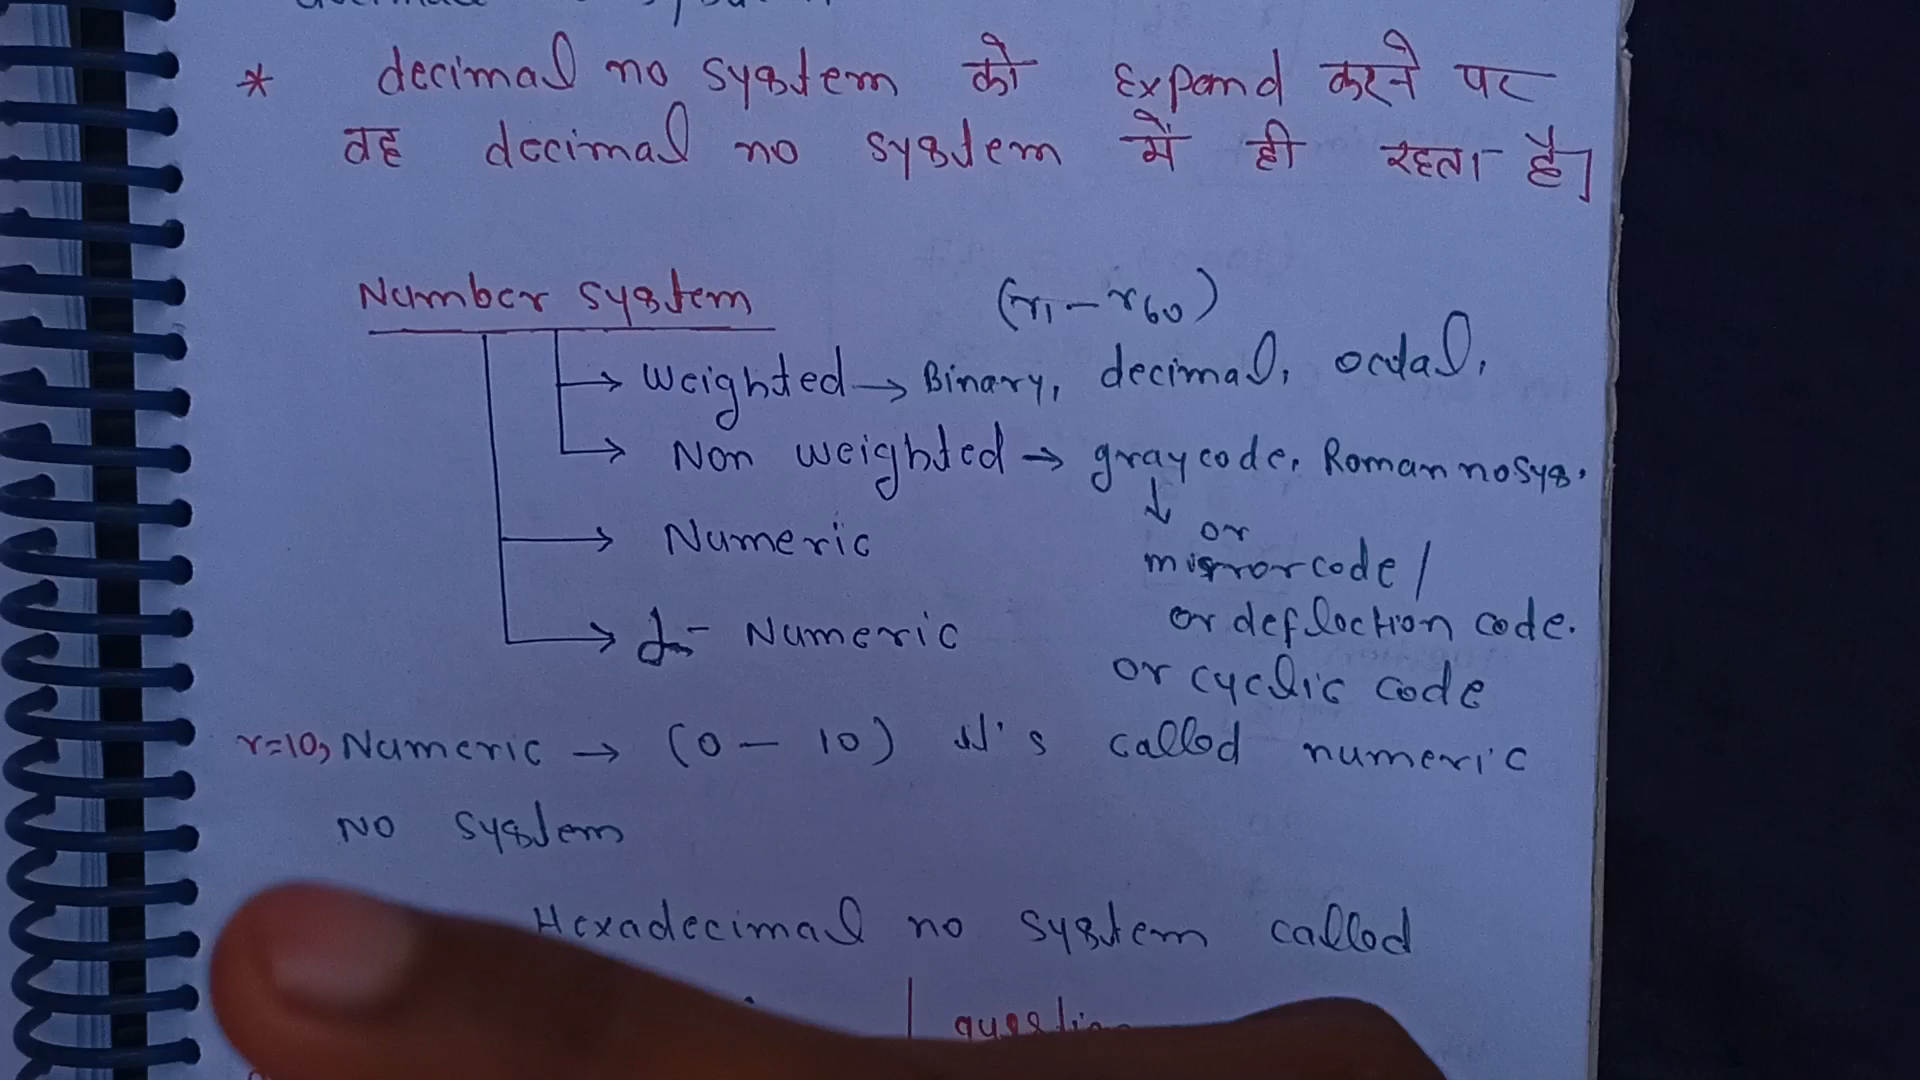 * decimal no system को Expand करने पर
वह decimal no system में ही रहता है|
Number system (r1 – r60)
→ Weighted → Binary, decimal, octal,
→ Non weighted → graycode, Roman no sys.
↓ or
→ Numeric
mirror code /
or deflection code.
→ - Numeric
or cyclic code
r=10, Numeric → (0 – 10) it's called numeric
NO system
Hexadecimal no system called